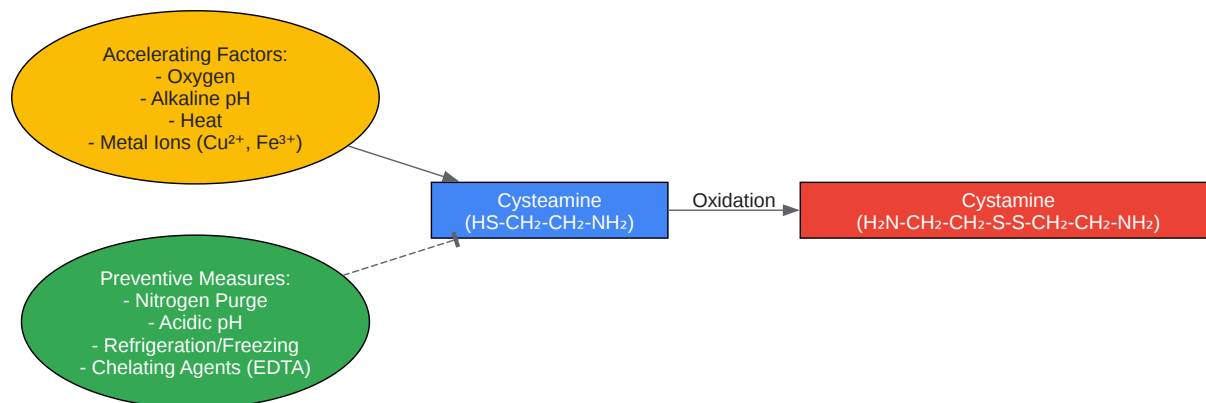 Accelerating Factors:
- Oxygen
- Alkaline pH
- Heat
- Metal Ions (Cu²⁺, Fe³⁺)
Cysteamine
(HS-CH₂-CH₂-NH₂)
Oxidation
Cystamine
(H₂N-CH₂-CH₂-S-S-CH₂-CH₂-NH₂)
Preventive Measures:
- Nitrogen Purge
- Acidic pH
- Refrigeration/Freezing
- Chelating Agents (EDTA)